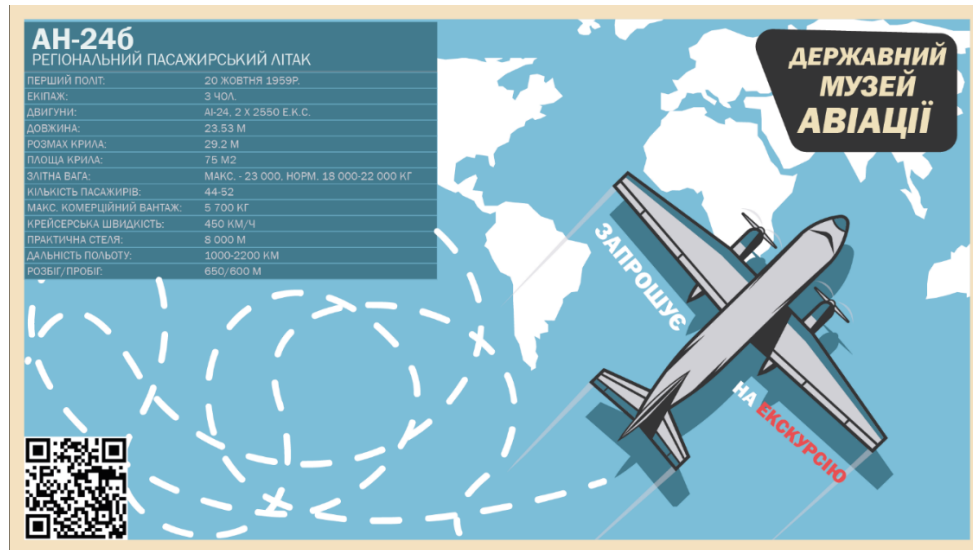 АН-24б
РЕГІОНАЛЬНИЙ ПАСАЖИРСЬКИЙ ЛІТАК
ПЕРШИЙ ПОЛІТ: 20 ЖОВТНЯ 1959Р.
ЕКІПАЖ: 3 ЧОЛ.
ДВИГУНИ: АІ-24, 2 Х 2550 Е.К.С.
ДОВЖИНА: 23.53 М
РОЗМАХ КРИЛА: 29.2 М
ПЛОЩА КРИЛА: 75 М2
ЗЛІТНА ВАГА: МАКС. - 23 000, НОРМ. 18 000-22 000 КГ
КІЛЬКІСТЬ ПАСАЖИРІВ: 44-52
МАКС. КОМЕРЦІЙНИЙ ВАНТАЖ: 5 700 КГ
КРЕЙСЕРСЬКА ШВИДКІСТЬ: 450 КМ/Ч
ПРАКТИЧНА СТЕЛЯ: 8 000 М
ДАЛЬНІСТЬ ПОЛЬОТУ: 1000-2200 КМ
РОЗБІГ/ПРОБІГ: 650/600 М
ДЕРЖАВНИЙ
МУЗЕЙ
АВІАЦІЇ
ЗАПРОШУЄ
НА ЕКСКУРСІЮ